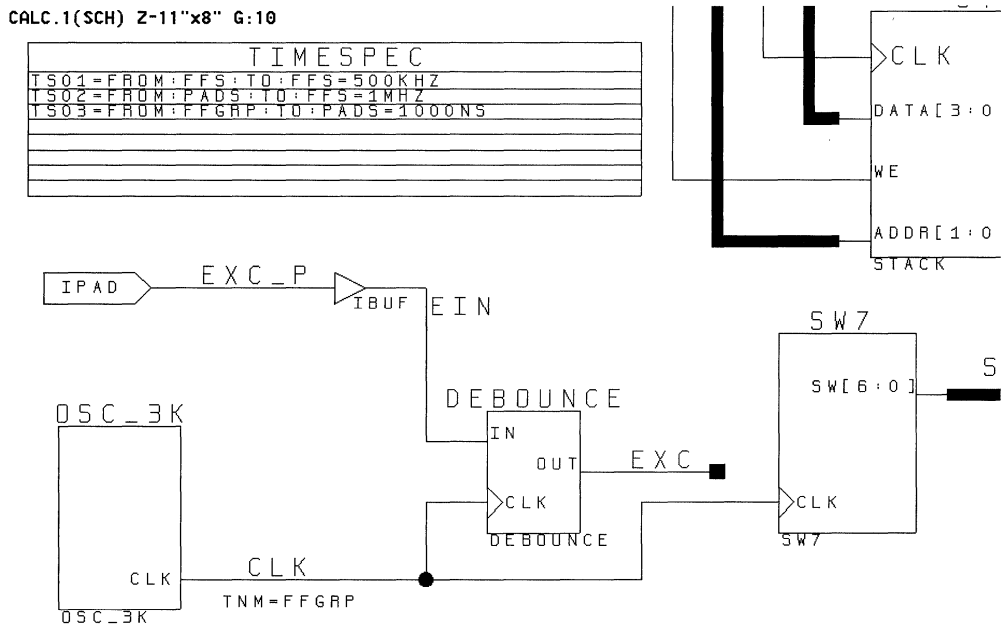 CALC.1(SCH) Z-11"x8" G:10
TIMESPEC
TS01=FROM:FFS:TO:FFS=500KHZ
TS02=FROM:PADS:TO:FFS=1MHZ
TS03=FROM:FFGRP:TO:PADS=1000NS
CLK
DATA[3:0
WE
ADDR[1:0
STACK
IPAD
EXC_P
IBUF
EIN
SW7
SW[6:0]
S
CLK
SW7
DEBOUNCE
IN
OUT
EXC
CLK
DEBOUNCE
OSC_3K
CLK
CLK
TNM=FFGRP
OSC_3K